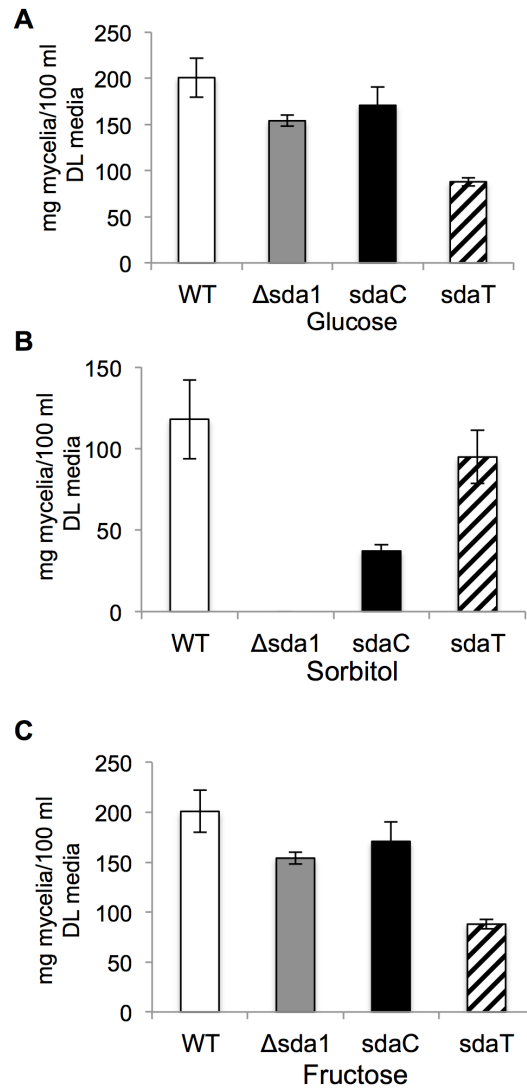 A
mg mycelia/100 ml
DL media
250
200
150
100
50
0
WT Δsda1 sdaC sdaT
Glucose
B
mg mycelia/100 ml
DL media
150
100
50
0
WT Δsda1 sdaC sdaT
Sorbitol
C
mg mycelia/100 ml
DL media
250
200
150
100
50
0
WT Δsda1 sdaC sdaT
Fructose